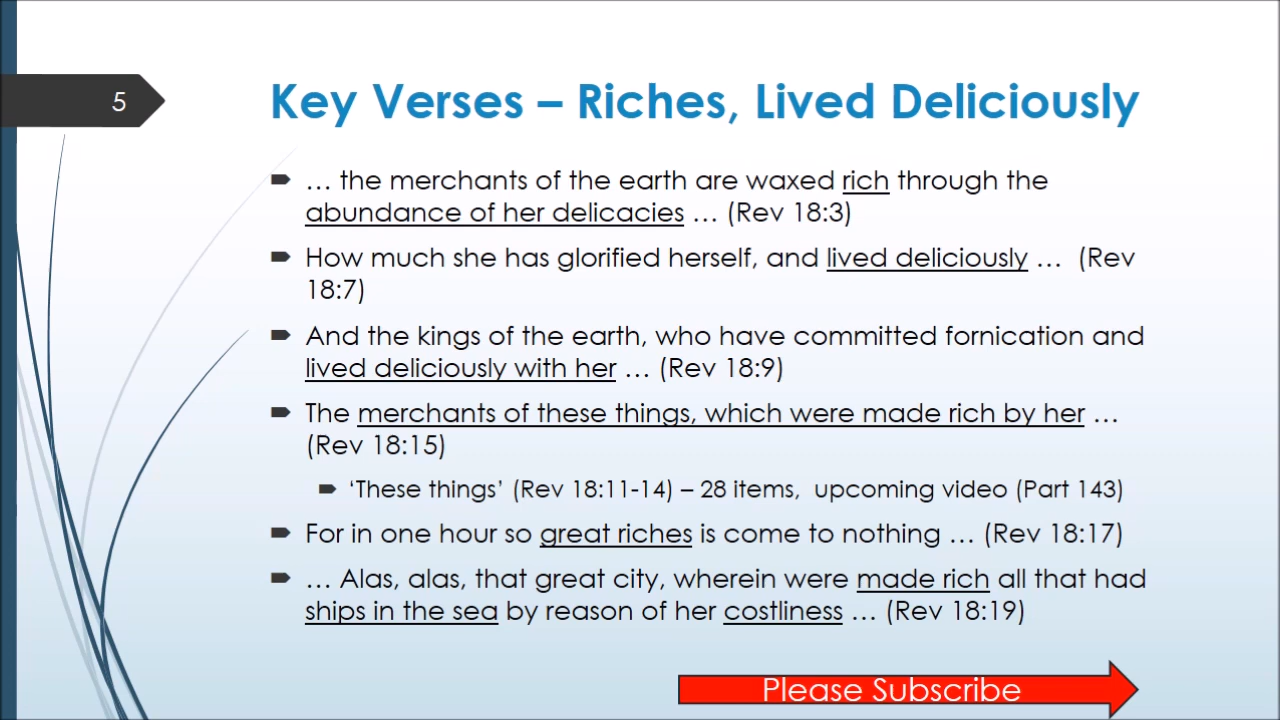 5
Key Verses – Riches, Lived Deliciously
… the merchants of the earth are waxed rich through the
abundance of her delicacies … (Rev 18:3)
How much she has glorified herself, and lived deliciously … (Rev
18:7)
And the kings of the earth, who have committed fornication and
lived deliciously with her … (Rev 18:9)
The merchants of these things, which were made rich by her …
(Rev 18:15)
‘These things’ (Rev 18:11-14) – 28 items, upcoming video (Part 143)
For in one hour so great riches is come to nothing … (Rev 18:17)
… Alas, alas, that great city, wherein were made rich all that had
ships in the sea by reason of her costliness … (Rev 18:19)
Please Subscribe